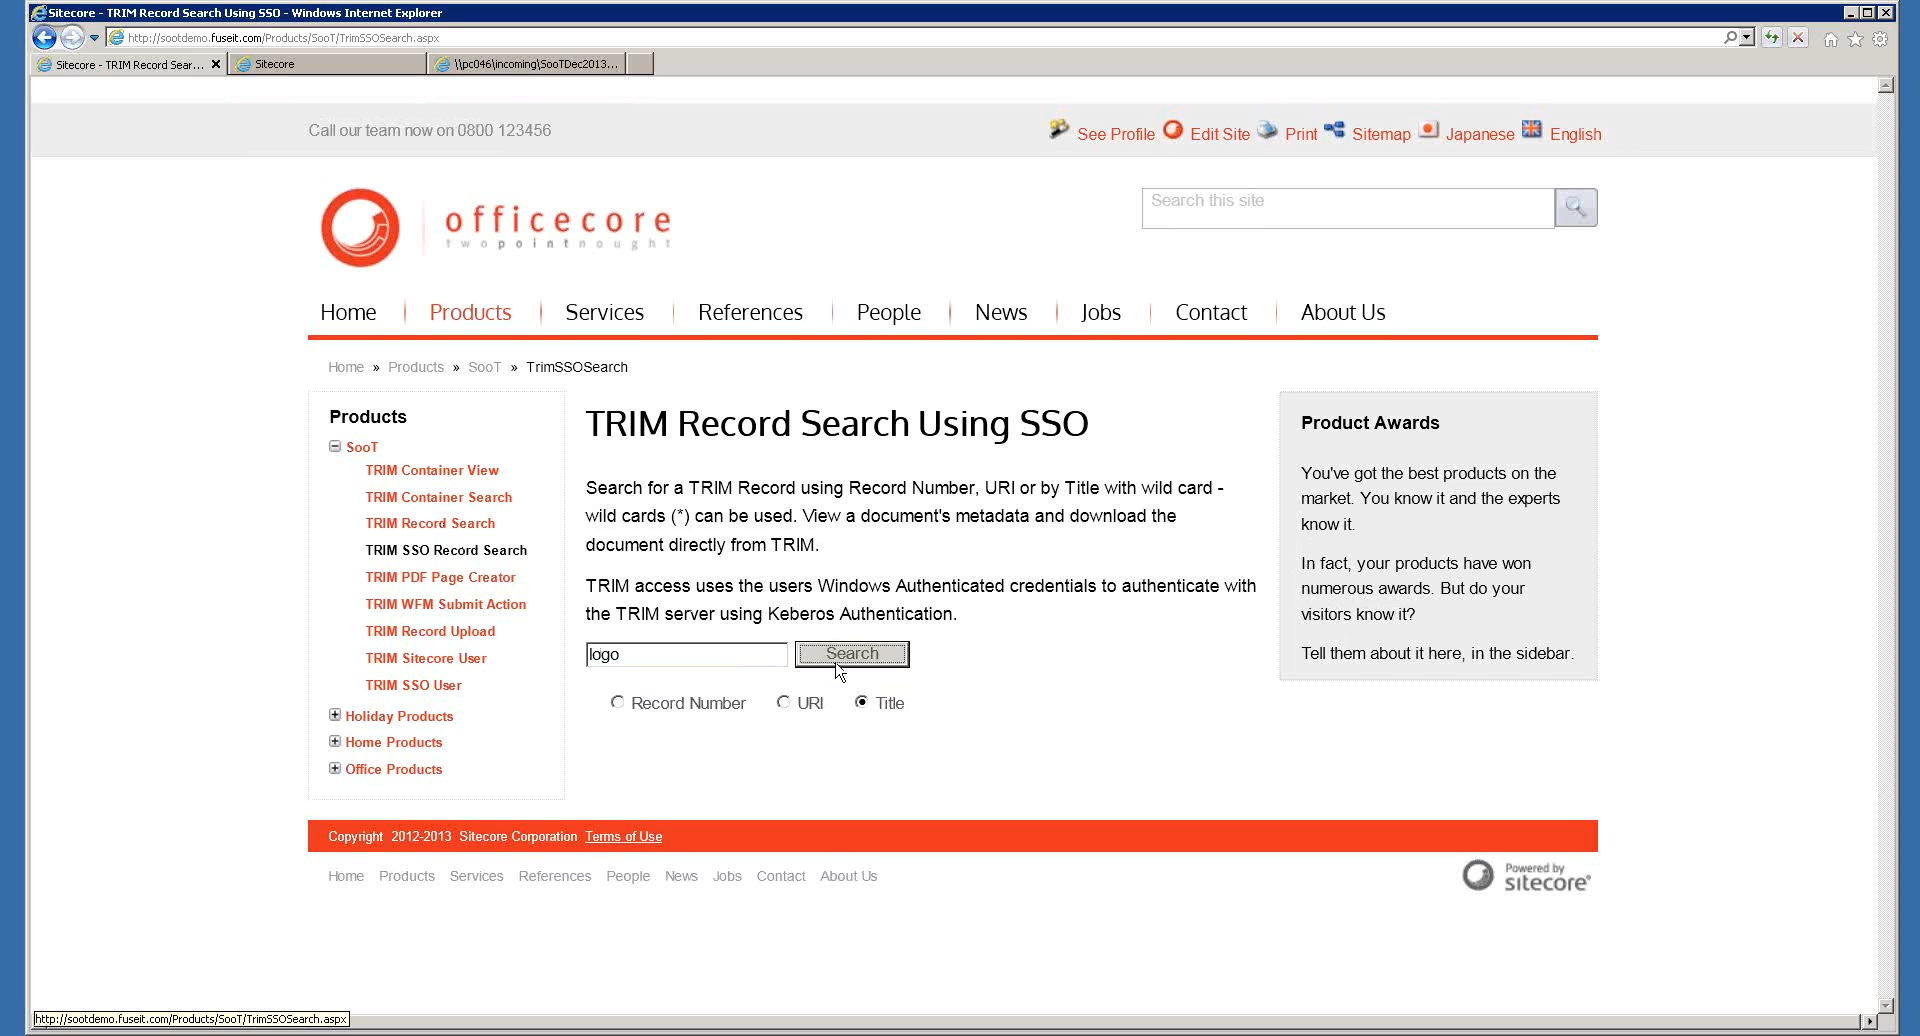 Sitecore - TRIM Record Search Using SSO - Windows Internet Explorer
http://sootdemo.fuseit.com/Products/SooT/TrimSSOSearch.aspx
Sitecore - TRIM Record Sear...
Sitecore
\\pc046\incoming\SooTDec2013...
Call our team now on 0800 123456
See Profile
Edit Site
Print
Sitemap
Japanese
English
officecore
twopointnought
Search this site
Home
Products
Services
References
People
News
Jobs
Contact
About Us
Home » Products » SooT » TrimSSOSearch
Products
SooT
TRIM Container View
TRIM Container Search
TRIM Record Search
TRIM SSO Record Search
TRIM PDF Page Creator
TRIM WFM Submit Action
TRIM Record Upload
TRIM Sitecore User
TRIM SSO User
Holiday Products
Home Products
Office Products
TRIM Record Search Using SSO
Search for a TRIM Record using Record Number, URI or by Title with wild card -
wild cards (*) can be used. View a document's metadata and download the
document directly from TRIM.
TRIM access uses the users Windows Authenticated credentials to authenticate with
the TRIM server using Keberos Authentication.
logo
Search
Record Number
URI
Title
Product Awards
You've got the best products on the
market. You know it and the experts
know it.
In fact, your products have won
numerous awards. But do your
visitors know it?
Tell them about it here, in the sidebar.
Copyright 2012-2013 Sitecore Corporation Terms of Use
Home Products Services References People News Jobs Contact About Us
Powered by
sitecore®
http://sootdemo.fuseit.com/Products/SooT/TrimSSOSearch.aspx